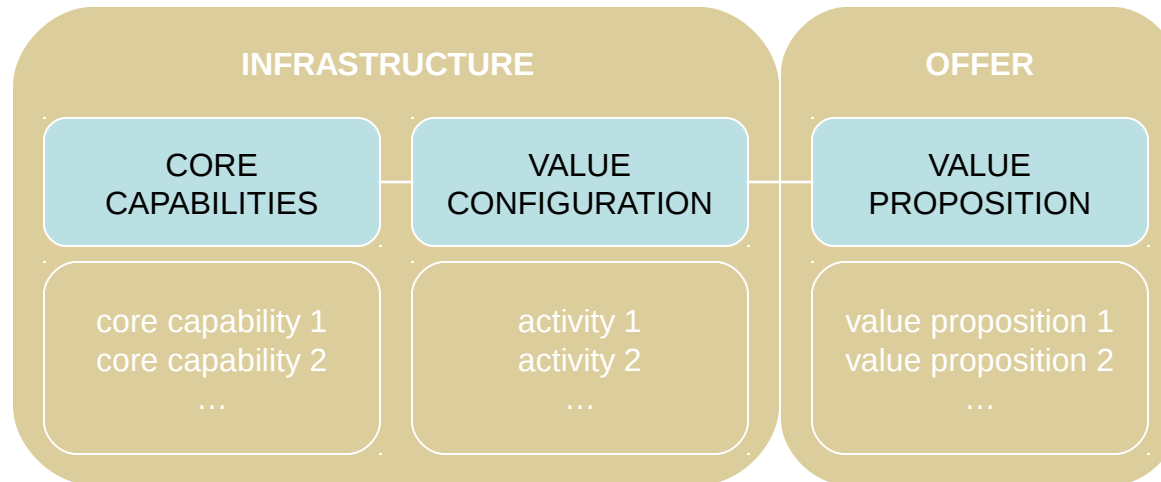 INFRASTRUCTURE
OFFER
CORE
CAPABILITIES
VALUE
CONFIGURATION
VALUE
PROPOSITION
core capability 1
core capability 2
...
activity 1
activity 2
...
value proposition 1
value proposition 2
...